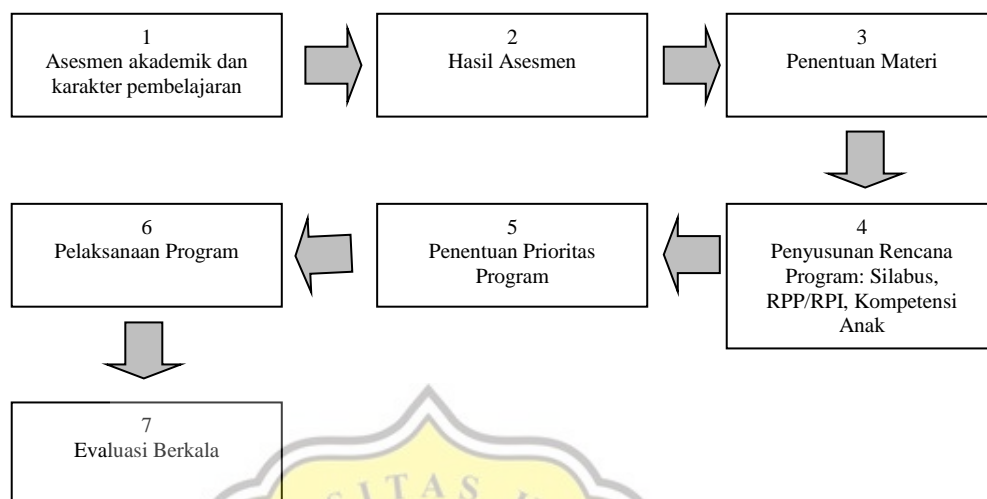 1
Asesmen akademik dan
karakter pembelajaran
2
Hasil Asesmen
3
Penentuan Materi
4
Penyusunan Rencana
Program: Silabus,
RPP/RPI, Kompetensi
Anak
5
Penentuan Prioritas
Program
6
Pelaksanaan Program
7
Evaluasi Berkala